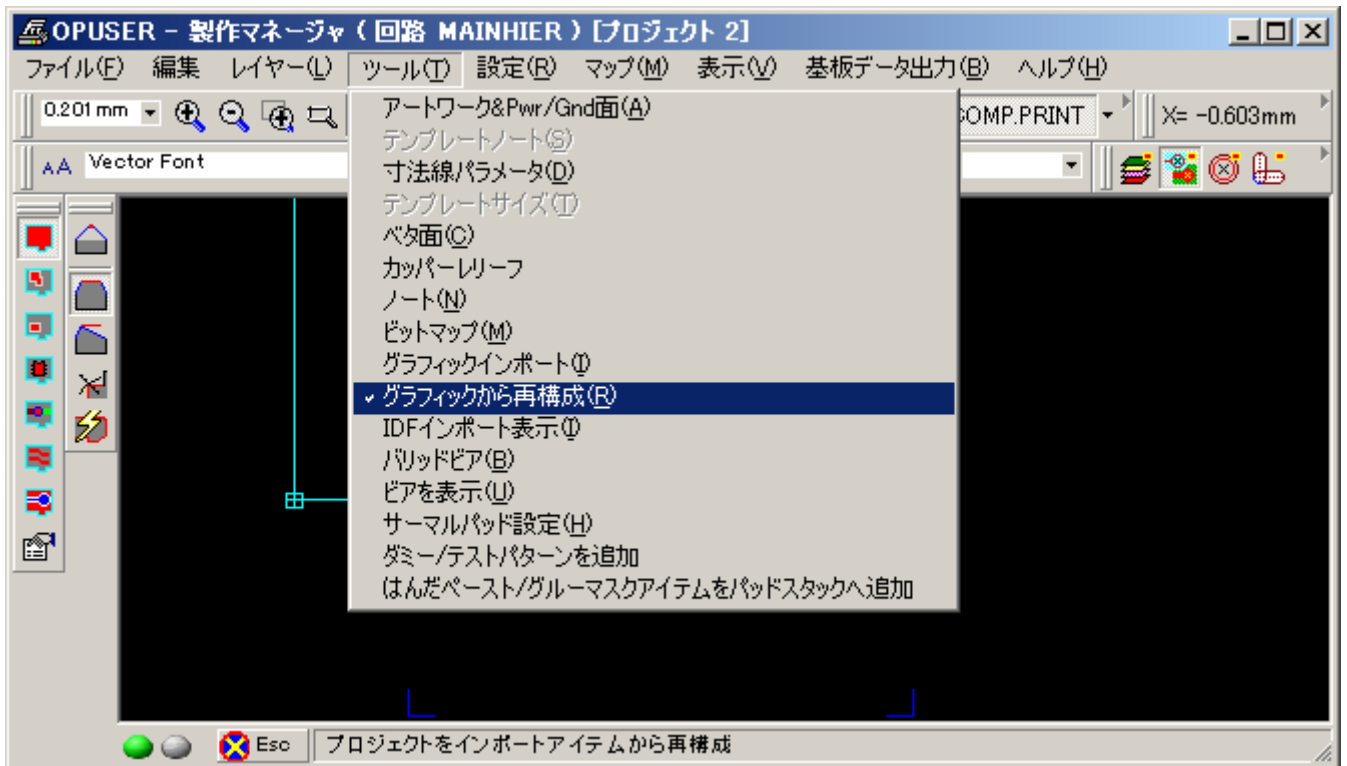 OPUSER - 製作マネージャ ( 回路 MAINHIER ) [プロジェクト 2]
ファイル(F) 編集 レイヤー(L) ツール(T) 設定(R) マップ(M) 表示(V) 基板データ出力(B) ヘルプ(H)
0.201 mm COMP.PRINT X= -0.603mm
AA Vector Font
アートワーク&Pwr/Gnd面(A)
テンプレートノート(S)
寸法線パラメータ(D)
テンプレートサイズ(T)
ベタ面(C)
カッパーレリーフ
ノート(N)
ビットマップ(M)
グラフィックインポート(I)
グラフィックから再構成(R)
IDFインポート表示(I)
バリッドビア(B)
ビアを表示(U)
サーマルパッド設定(H)
ダミー/テストパターンを追加
はんだペースト/グルーマスクアイテムをパッドスタックへ追加
Esc プロジェクトをインポートアイテムから再構成